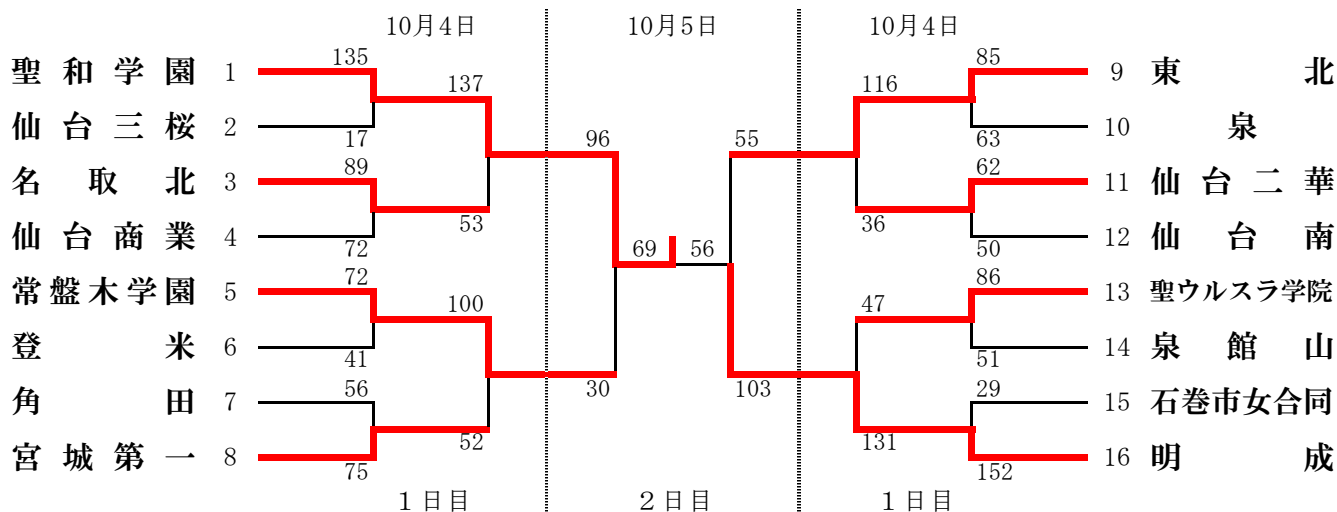 10月4日 10月5日 10月4日
135 85
聖和学園 1 137 116 9 東北
仙台三桜 2 96 55 10 泉
17 63
89 62
名取北 3 11 仙台二華
53 36
仙台商業 4 69 56 12 仙台南
72 50
72 86
常盤木学園 5 100 47 13 聖ウルスラ学院
登米 6 14 泉館山
41 51
56 30 103 29
角田 7 15 石巻市女合同
52 131
宮城第一 8 16 明成
75 152
1日目 2日目 1日目